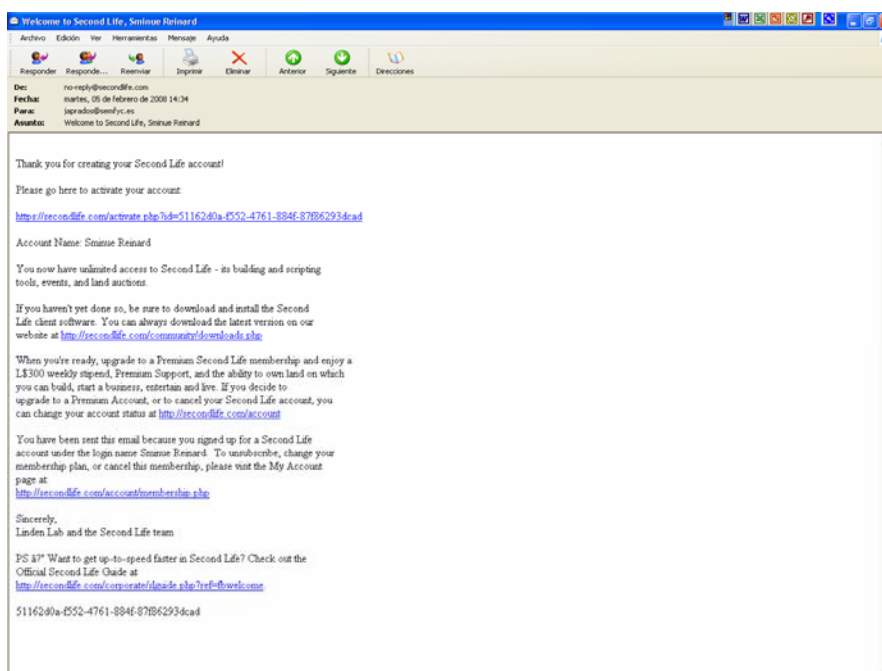 Welcome to Second Life, Sminue Reinard
Archivo Edición Ver Herramientas Mensaje Ayuda
Responder Responde... Reenviar Imprimir Eliminar Anterior Siguiente Direcciones
De: no-reply@secondlife.com
Fecha: martes, 05 de febrero de 2008 14:34
Para: japrados@semfyc.es
Asunto: Welcome to Second Life, Sminue Reinard
Thank you for creating your Second Life account!
Please go here to activate your account:
https://secondlife.com/activate.php?id=51162d0a-f552-4761-884f-87f86293dcad
Account Name: Sminue Reinard
You now have unlimited access to Second Life - its building and scripting
tools, events, and land auctions.
If you haven't yet done so, be sure to download and install the Second
Life client software. You can always download the latest version on our
website at http://secondlife.com/community/downloads.php
When you're ready, upgrade to a Premium Second Life membership and enjoy a
L$300 weekly stipend, Premium Support, and the ability to own land on which
you can build, start a business, entertain and live. If you decide to
upgrade to a Premium Account, or to cancel your Second Life account, you
can change your account status at http://secondlife.com/account
You have been sent this email because you signed up for a Second Life
account under the login name Sminue Reinard. To unsubscribe, change your
membership plan, or cancel this membership, please visit the My Account
page at:
http://secondlife.com/account/membership.php
Sincerely,
Linden Lab and the Second Life team
PS â?" Want to get up-to-speed faster in Second Life? Check out the
Official Second Life Guide at
http://secondlife.com/corporate/slguide.php?ref=fbwelcome.
51162d0a-f552-4761-884f-87f86293dcad